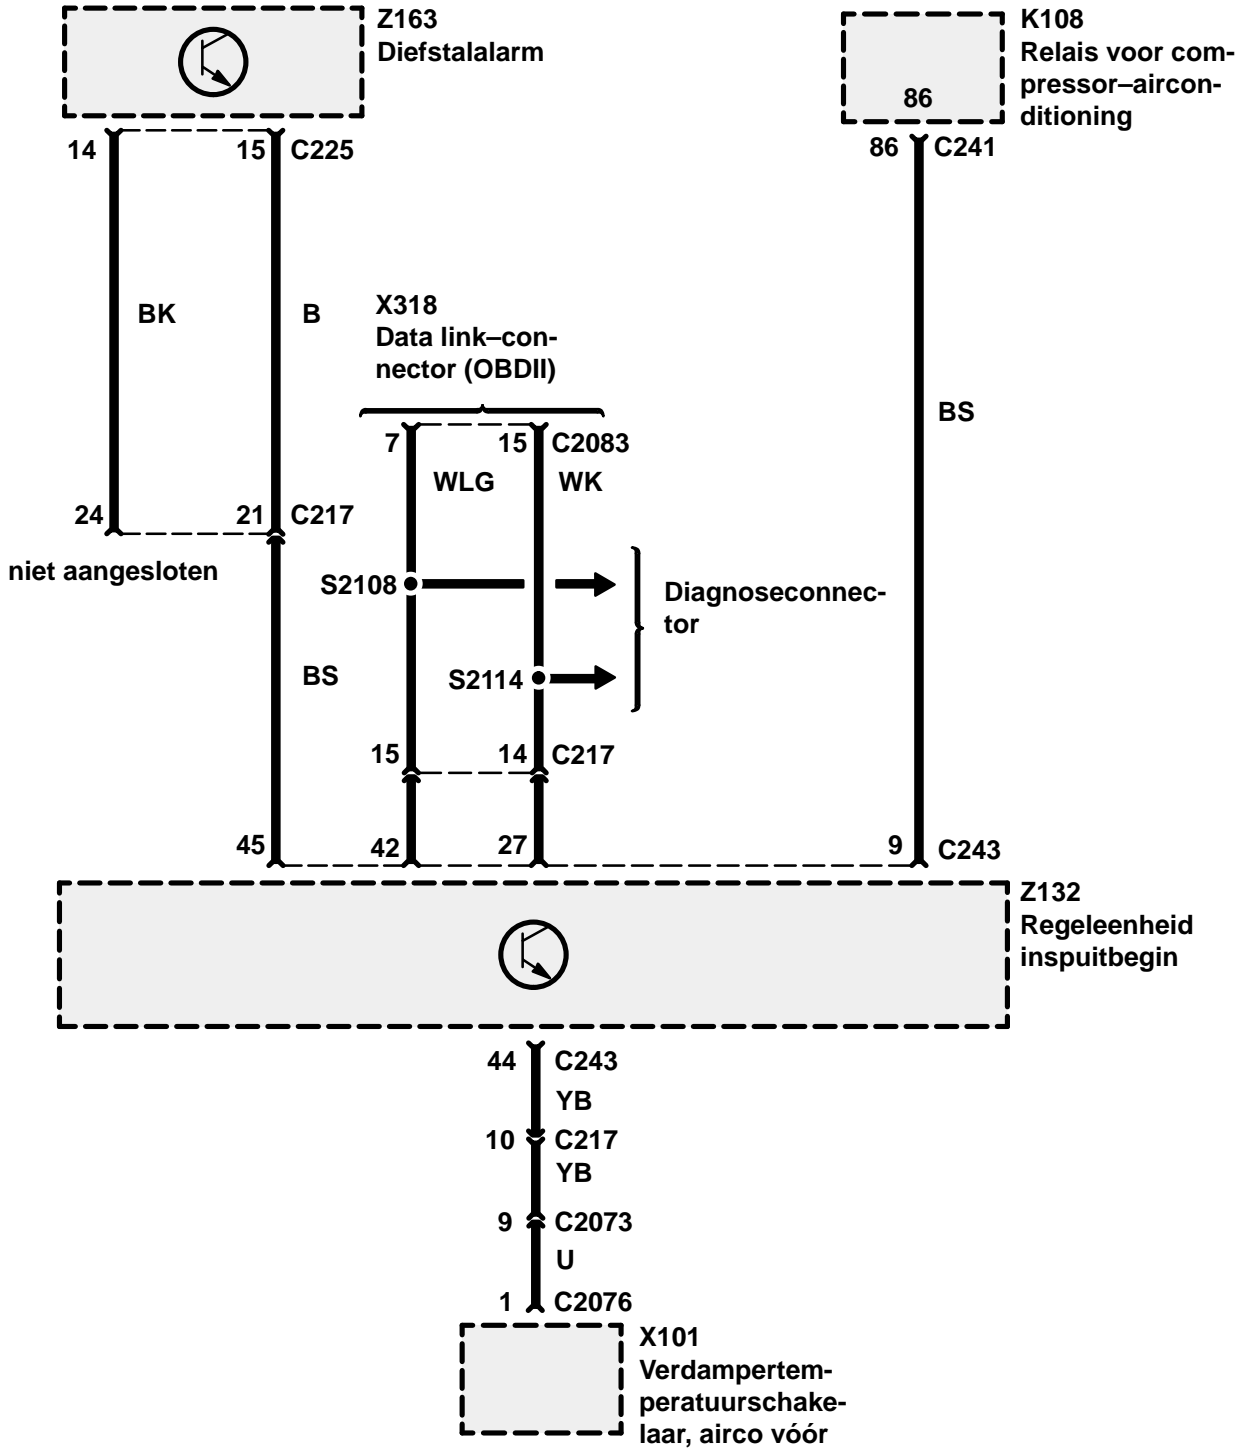 Z163
Diefstalalarm
K108
Relais voor com-
pressor–aircon-
ditioning
86
14
15
C225
86
C241
BK
B
X318
Data link–con-
nector (OBDII)
BS
7
15
C2083
WLG
WK
24
21
C217
niet aangesloten
S2108
Diagnoseconnec-
tor
BS
S2114
15
14
C217
45
42
27
9
C243
Z132
Regeleenheid
inspuitbegin
44
C243
YB
10
C217
YB
9
C2073
U
1
C2076
X101
Verdampertem-
peratuurschake-
laar, airco vóór